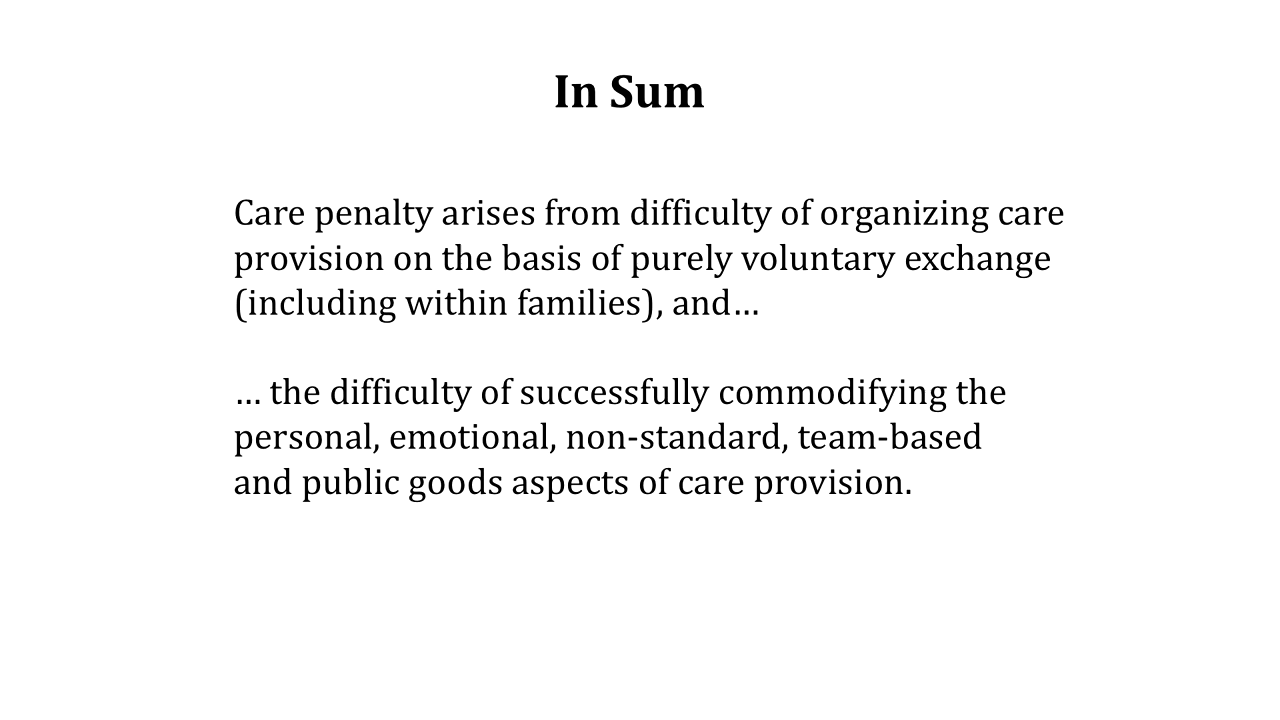 In Sum
Care penalty arises from difficulty of organizing care
provision on the basis of purely voluntary exchange
(including within families), and…
… the difficulty of successfully commodifying the
personal, emotional, non-standard, team-based
and public goods aspects of care provision.